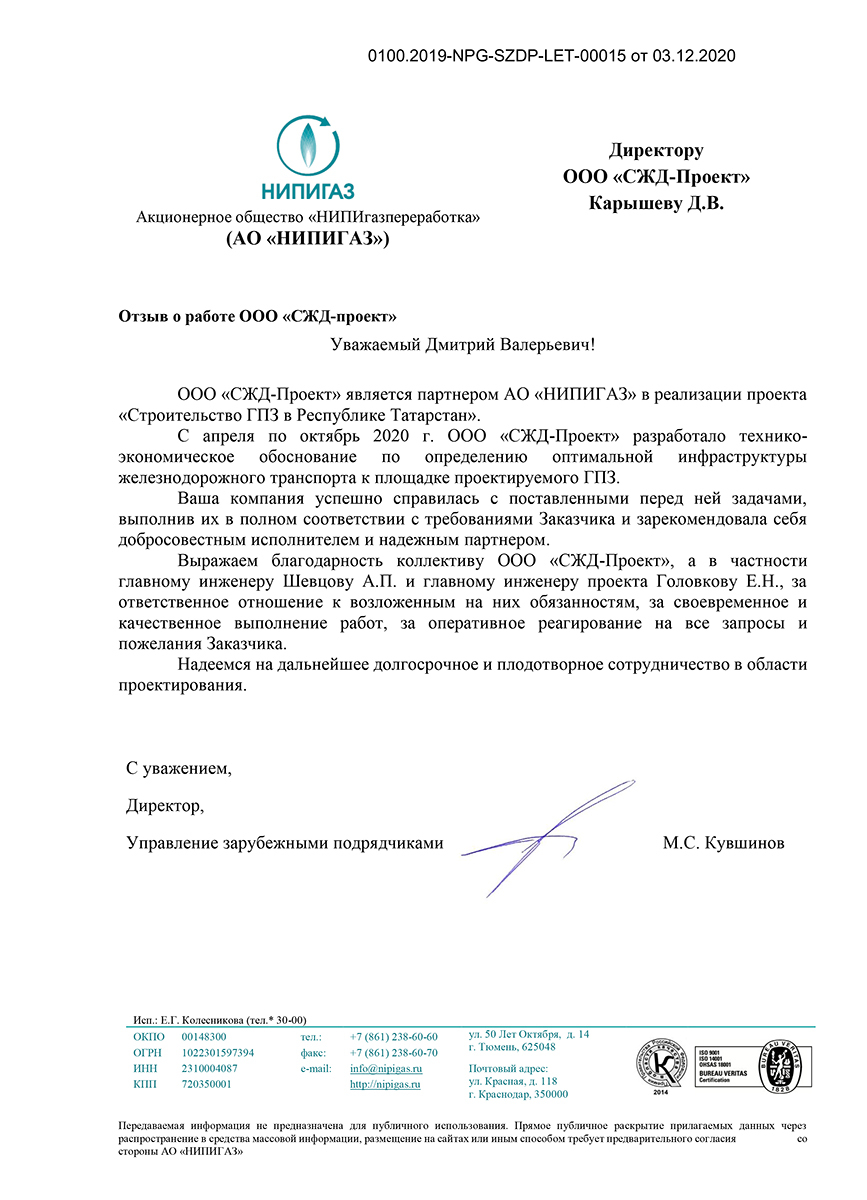 0100.2019-NPG-SZDP-LET-00015 от 03.12.2020
НИПИГАЗ
Акционерное общество «НИПИгазпереработка»
(АО «НИПИГАЗ»)
Директору
ООО «СЖД-Проект»
Карышеву Д.В.
Отзыв о работе ООО «СЖД-проект»
Уважаемый Дмитрий Валерьевич!
ООО «СЖД-Проект» является партнером АО «НИПИГАЗ» в реализации проекта
«Строительство ГПЗ в Республике Татарстан».
С апреля по октябрь 2020 г. ООО «СЖД-Проект» разработало технико-
экономическое обоснование по определению оптимальной инфраструктуры
железнодорожного транспорта к площадке проектируемого ГПЗ.
Ваша компания успешно справилась с поставленными перед ней задачами,
выполнив их в полном соответствии с требованиями Заказчика и зарекомендовала себя
добросовестным исполнителем и надежным партнером.
Выражаем благодарность коллективу ООО «СЖД-Проект», а в частности
главному инженеру Шевцову А.П. и главному инженеру проекта Головкову Е.Н., за
ответственное отношение к возложенным на них обязанностям, за своевременное и
качественное выполнение работ, за оперативное реагирование на все запросы и
пожелания Заказчика.
Надеемся на дальнейшее долгосрочное и плодотворное сотрудничество в области
проектирования.
С уважением,
Директор,
Управление зарубежными подрядчиками М.С. Кувшинов
Исп.: Е.Г. Колесникова (тел.* 30-00)
ОКПО 00148300 тел.: +7 (861) 238-60-60
ОГРН 1022301597394 факс: +7 (861) 238-60-70
ИНН 2310004087 e-mail: info@nipigas.ru
КПП 720350001 http://nipigas.ru
ул. 50 Лет Октября, д. 14
г. Тюмень, 625048
Почтовый адрес:
ул. Красная, д. 118
г. Краснодар, 350000
2014
ISO 9001
ISO 14001
OHSAS 18001
BUREAU VERITAS
Certification
BUREAU VERITAS
1828
Передаваемая информация не предназначена для публичного использования. Прямое публичное раскрытие прилагаемых данных через
распространение в средства массовой информации, размещение на сайтах или иным способом требует предварительного согласия со
стороны АО «НИПИГАЗ»